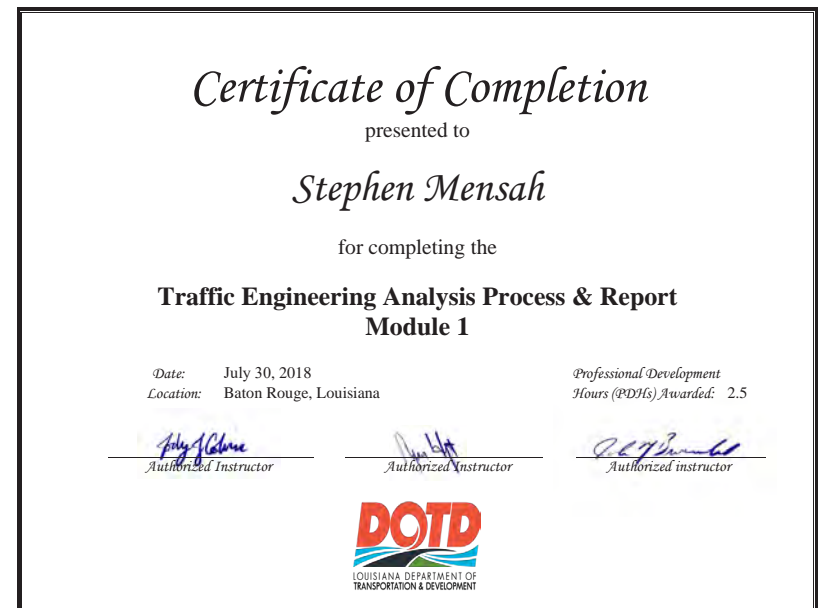 Certificate of Completion
presented to
Stephen Mensah
for completing the
Traffic Engineering Analysis Process & Report
Module 1
Date: July 30, 2018
Location: Baton Rouge, Louisiana
Professional Development
Hours (PDHs) Awarded: 2.5
Authorized Instructor
Authorized Instructor
Authorized instructor
DOTD
LOUISIANA DEPARTMENT OF
TRANSPORTATION & DEVELOPMENT